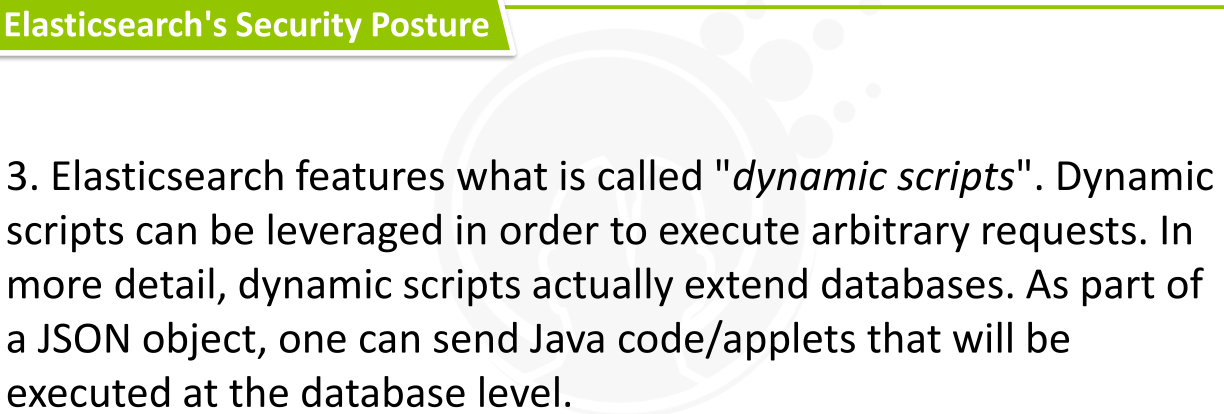 Elasticsearch's Security Posture
3. Elasticsearch features what is called "dynamic scripts". Dynamic
scripts can be leveraged in order to execute arbitrary requests. In
more detail, dynamic scripts actually extend databases. As part of
a JSON object, one can send Java code/applets that will be
executed at the database level.